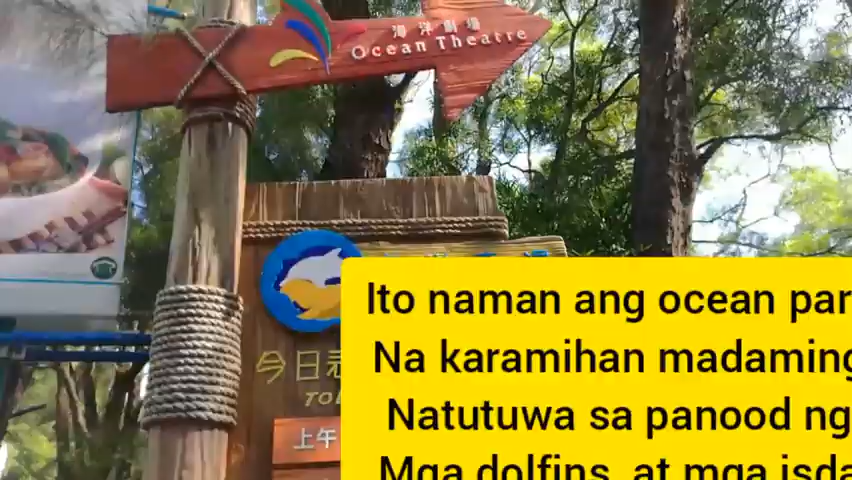 海洋劇場
Ocean Theatre
今日
上午
Ito naman ang ocean par
Na karamihan madaming
Natutuwa sa panood ng
Mga dolfins at mga isda